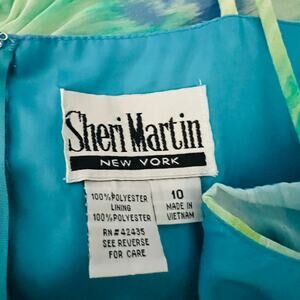 Sheri Martin
NEW YORK
100% POLYESTER
LINING
100% POLYESTER
RN #42435
SEE REVERSE
FOR CARE
10
MADE IN
VIETNAM